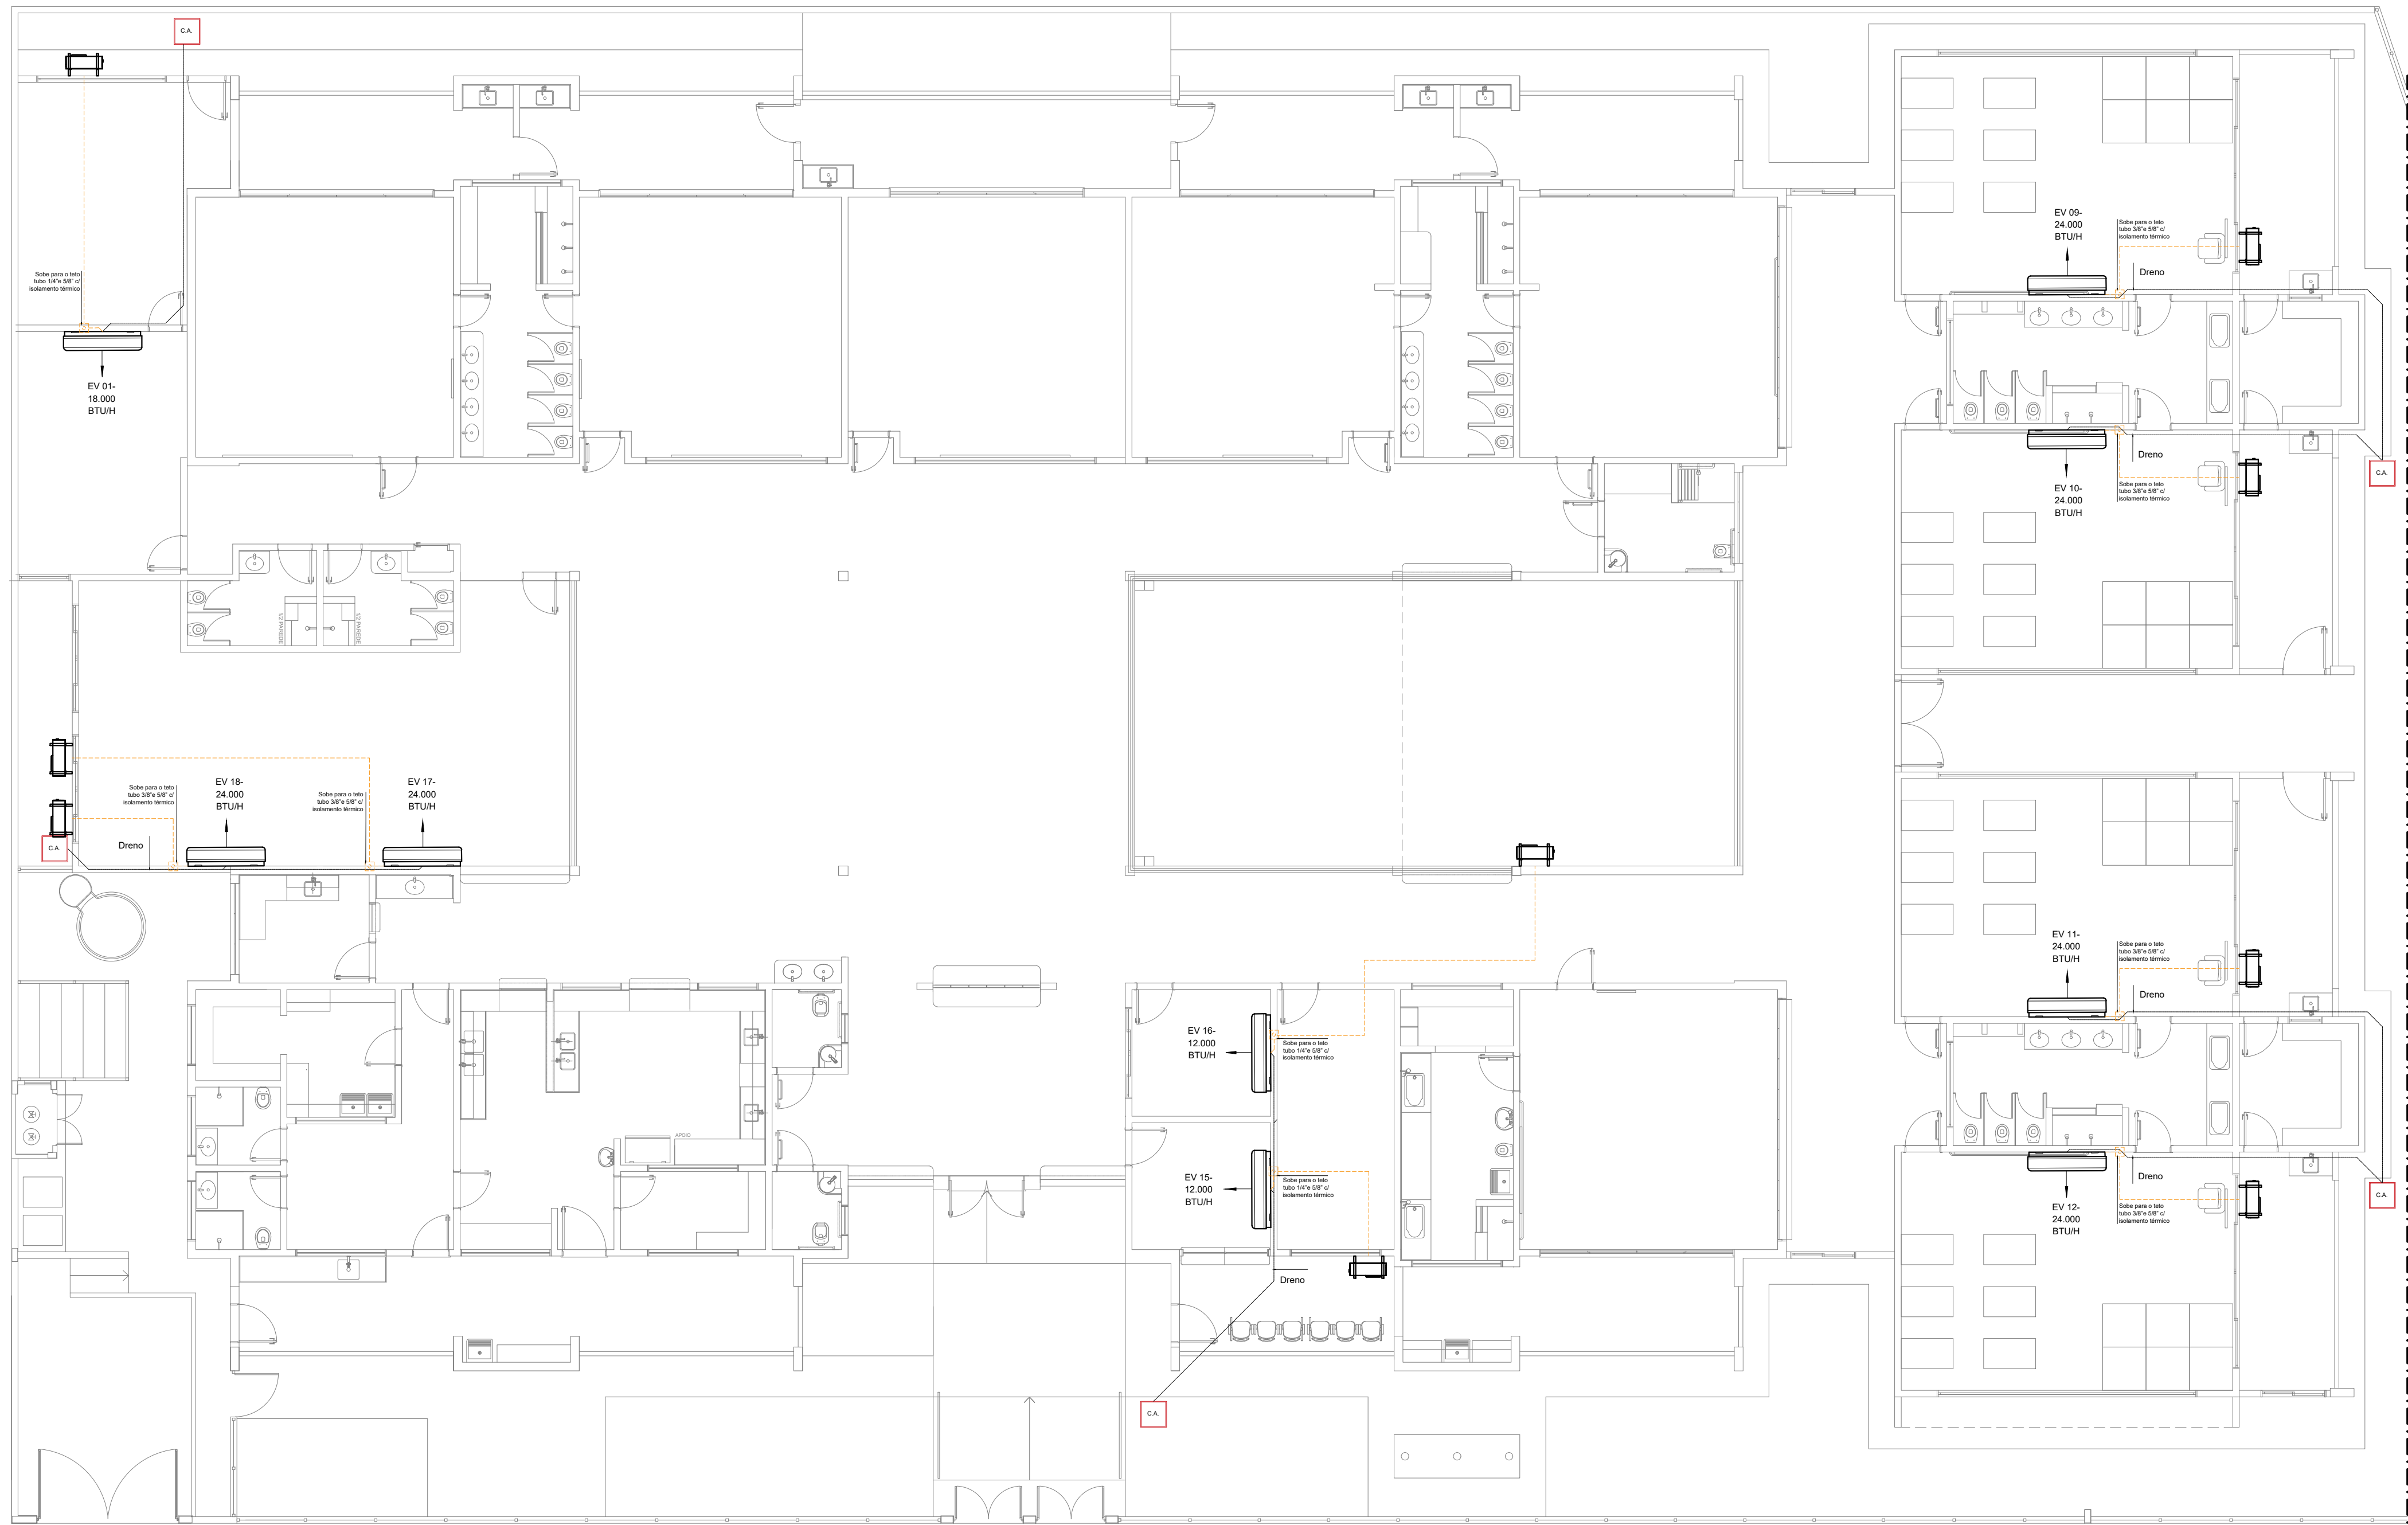 C.A.
Sobe para o teto
tubo 1/4"e 5/8" c/
isolamento térmico
EV 01-
18.000
BTU/H
EV 09-
24.000
BTU/H
Sobe para o teto
tubo 3/8"e 5/8" c/
isolamento térmico
Dreno
EV 10-
24.000
BTU/H
Dreno
Sobe para o teto
tubo 3/8"e 5/8" c/
isolamento térmico
C.A.
1/2 PAREDE
1/2 PAREDE
Sobe para o teto
tubo 3/8"e 5/8" c/
isolamento térmico
EV 18-
24.000
BTU/H
Sobe para o teto
tubo 3/8"e 5/8" c/
isolamento térmico
EV 17-
24.000
BTU/H
C.A.
Dreno
EV 11-
24.000
BTU/H
Sobe para o teto
tubo 3/8"e 5/8" c/
isolamento térmico
Dreno
EV 16-
12.000
BTU/H
Sobe para o teto
tubo 1/4"e 5/8" c/
isolamento térmico
APOIO
EV 15-
12.000
BTU/H
Sobe para o teto
tubo 1/4"e 5/8" c/
isolamento térmico
Dreno
EV 12-
24.000
BTU/H
Dreno
Sobe para o teto
tubo 3/8"e 5/8" c/
isolamento térmico
C.A.
C.A.